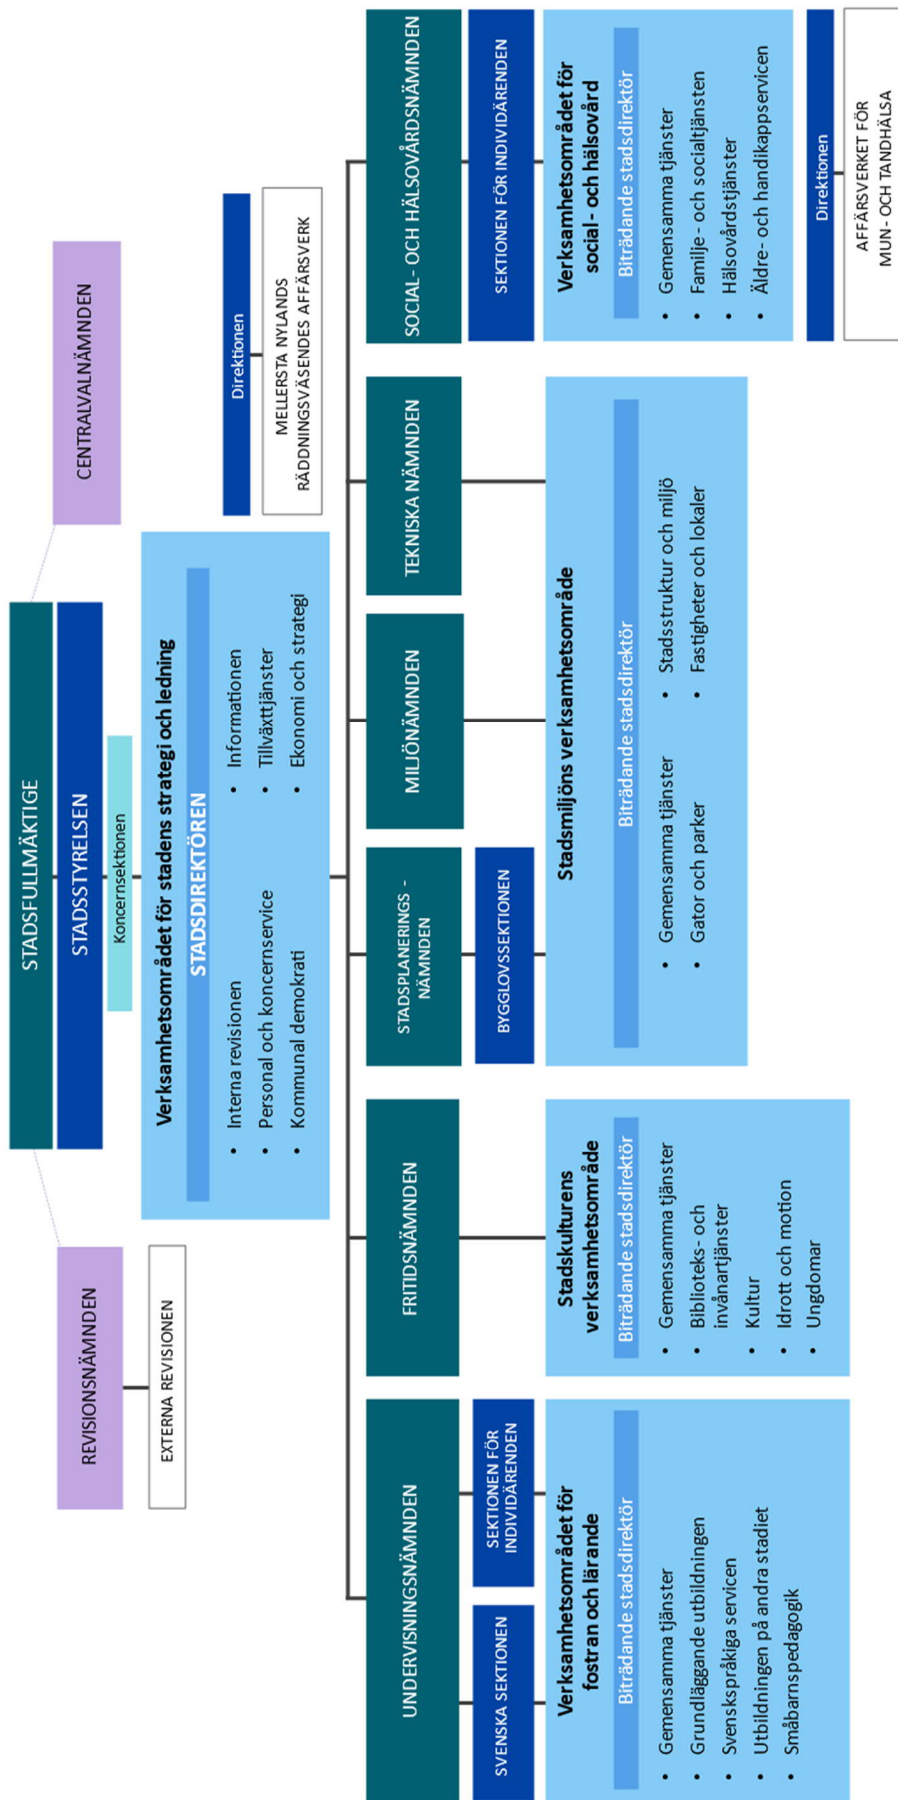 STADSFULLMÄKTIGE
STADSSTYRELSEN
Koncernsektionen
REVISIONSNÄMNDEN
EXTERNA REVISIONEN
CENTRALVALNÄMNDEN
Verksamhetsområdet för stadens strategi och ledning
STADSDIREKTÖREN
• Interna revisionen
• Personal och koncernservice
• Kommunal demokrati
• Informationen
• Tillväxttjänster
• Ekonomi och strategi
Direktionen
MELLERSTA NYLANDS
RÄDDNINGSVÄSENDES AFFÄRSVERK
UNDERVISNINGSNÄMNDEN
SVENSKA SEKTIONEN
SEKTIONEN FÖR
INDIVIDÄRENDEN
Verksamhetsområdet för
fostran och lärande
Biträdande stadsdirektör
• Gemensamma tjänster
• Grundläggande utbildningen
• Svenskspråkiga servicen
• Utbildningen på andra stadiet
• Småbarnspedagogik
FRITIDSNÄMNDEN
Stadskulturens
verksamhetsområde
Biträdande stadsdirektör
• Gemensamma tjänster
• Biblioteks- och
invånartjänster
• Kultur
• Idrott och motion
• Ungdomar
STADSPLANERINGS -
NÄMNDEN
BYGGLOVSSEKTIONEN
MILJÖNÄMNDEN
TEKNISKA NÄMNDEN
Stadsmiljöns verksamhetsområde
Biträdande stadsdirektör
• Gemensamma tjänster
• Gator och parker
• Stadsstruktur och miljö
• Fastigheter och lokaler
SOCIAL- OCH HÄLSOVÅRDSNÄMNDEN
SEKTIONEN FÖR INDIVIDÄRENDEN
Verksamhetsområdet för
social - och hälsovård
Biträdande stadsdirektör
• Gemensamma tjänster
• Familje - och socialtjänsten
• Hälsovårdstjänster
• Äldre- och handikappservicen
Direktionen
AFFÄRSVERKET FÖR
MUN - OCH TANDHÄLSA